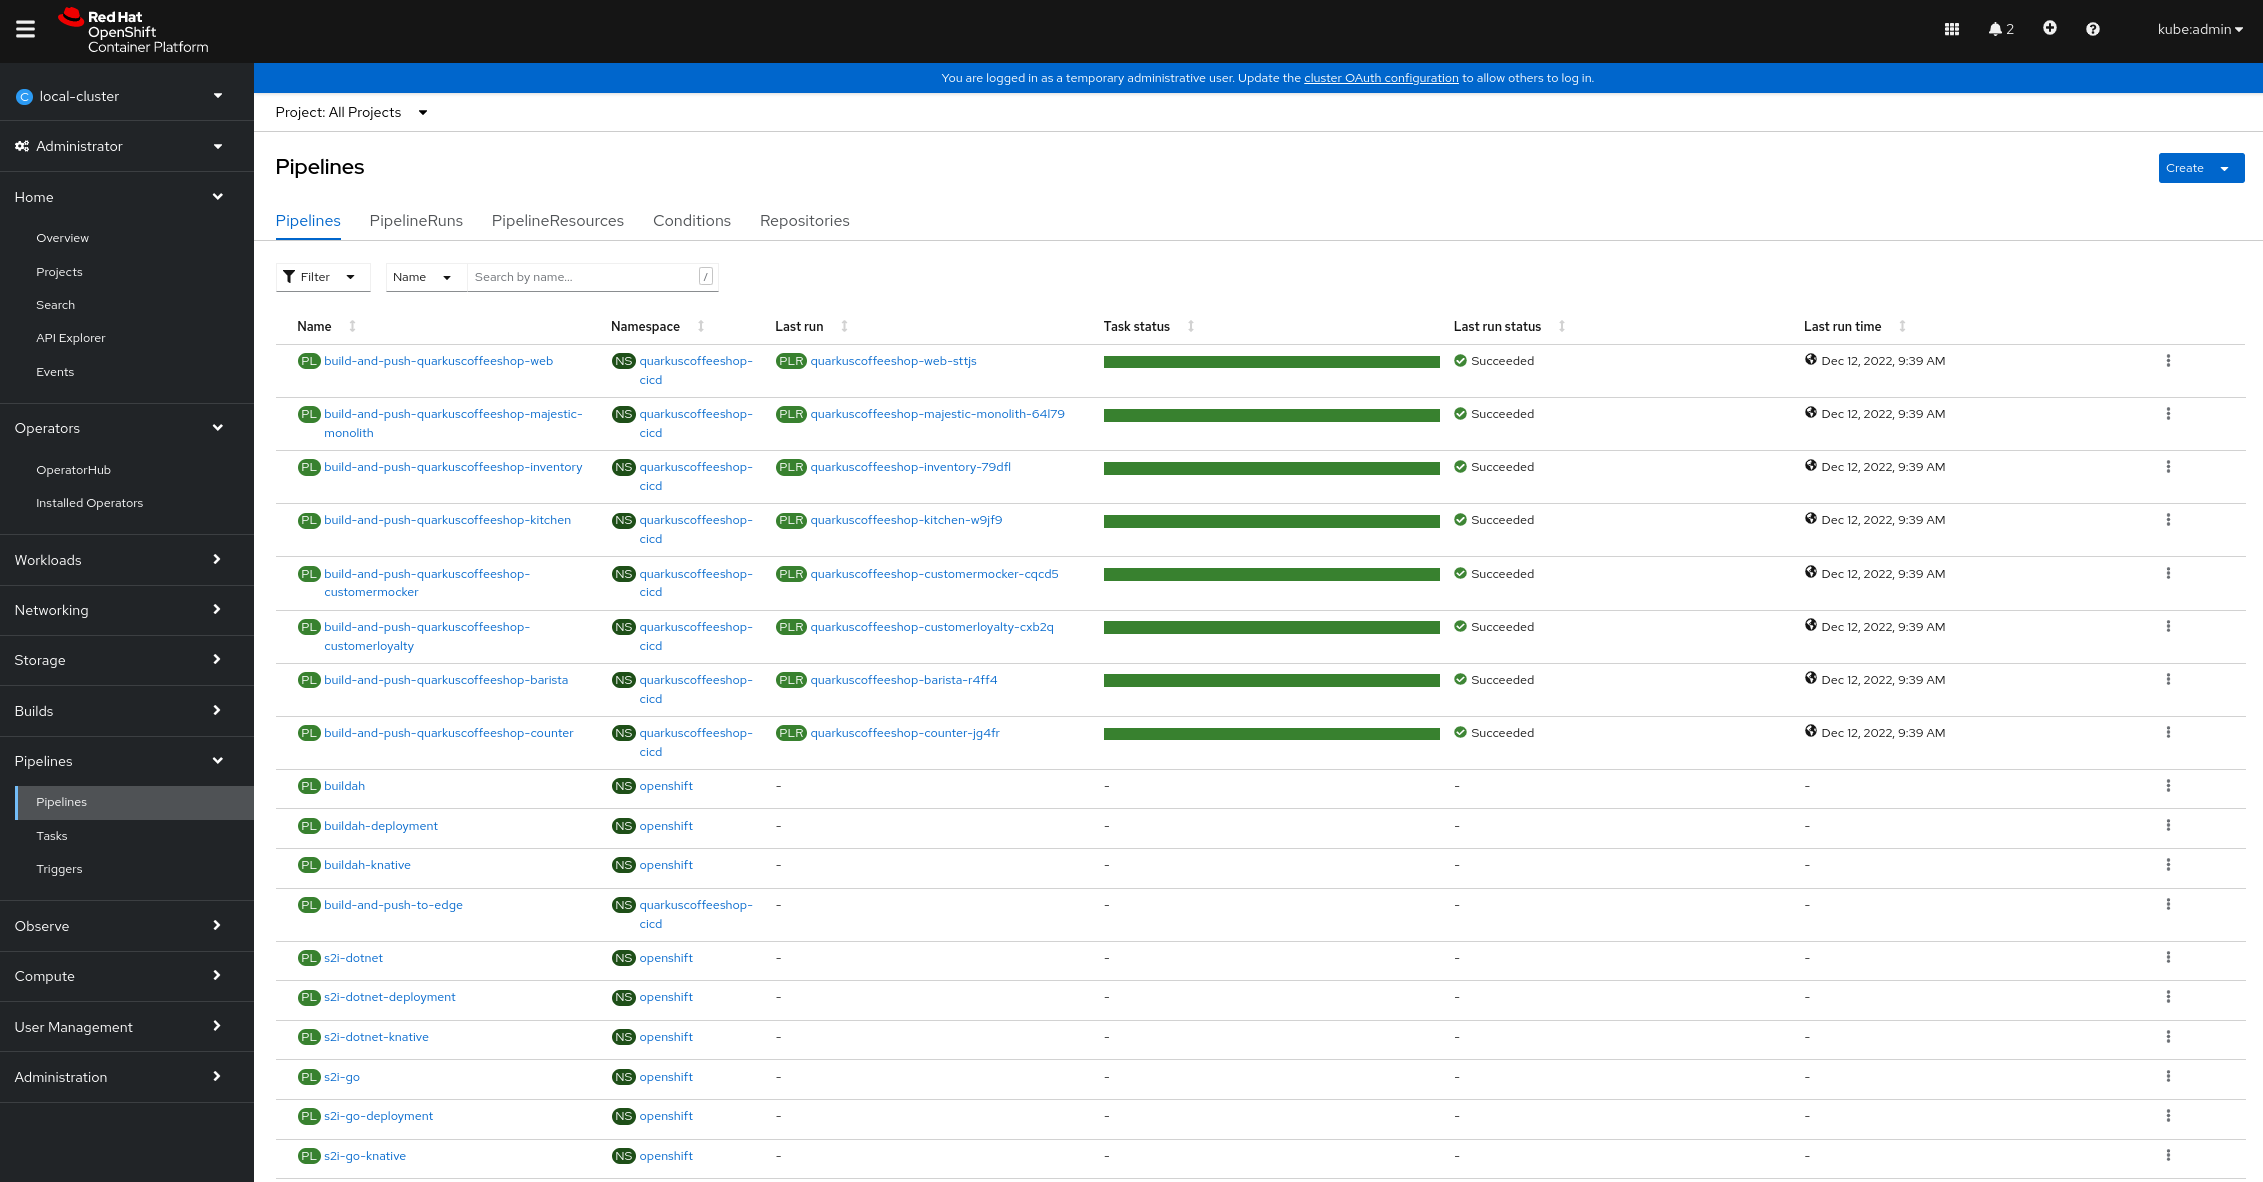 Red Hat
OpenShift
Container Platform
2
kube:admin
You are logged in as a temporary administrative user. Update the cluster OAuth configuration to allow others to log in.
C local-cluster
Administrator
Home
Overview
Projects
Search
API Explorer
Events
Operators
OperatorHub
Installed Operators
Workloads
Networking
Storage
Builds
Pipelines
Pipelines
Tasks
Triggers
Observe
Compute
User Management
Administration
Project: All Projects
Pipelines
Create
Pipelines PipelineRuns PipelineResources Conditions Repositories
Filter Name Search by name... /
Name Namespace Last run Task status Last run status Last run time
PL build-and-push-quarkuscoffeeshop-web NS quarkuscoffeeshop- PLR quarkuscoffeeshop-web-sttjs Succeeded Dec 12, 2022, 9:39 AM
cicd
PL build-and-push-quarkuscoffeeshop-majestic- NS quarkuscoffeeshop- PLR quarkuscoffeeshop-majestic-monolith-64l79 Succeeded Dec 12, 2022, 9:39 AM
monolith cicd
PL build-and-push-quarkuscoffeeshop-inventory NS quarkuscoffeeshop- PLR quarkuscoffeeshop-inventory-79dfl Succeeded Dec 12, 2022, 9:39 AM
cicd
PL build-and-push-quarkuscoffeeshop-kitchen NS quarkuscoffeeshop- PLR quarkuscoffeeshop-kitchen-w9jf9 Succeeded Dec 12, 2022, 9:39 AM
cicd
PL build-and-push-quarkuscoffeeshop- NS quarkuscoffeeshop- PLR quarkuscoffeeshop-customermocker-cqcd5 Succeeded Dec 12, 2022, 9:39 AM
customermocker cicd
PL build-and-push-quarkuscoffeeshop- NS quarkuscoffeeshop- PLR quarkuscoffeeshop-customerloyalty-cxb2q Succeeded Dec 12, 2022, 9:39 AM
customerloyalty cicd
PL build-and-push-quarkuscoffeeshop-barista NS quarkuscoffeeshop- PLR quarkuscoffeeshop-barista-r4ff4 Succeeded Dec 12, 2022, 9:39 AM
cicd
PL build-and-push-quarkuscoffeeshop-counter NS quarkuscoffeeshop- PLR quarkuscoffeeshop-counter-jg4fr Succeeded Dec 12, 2022, 9:39 AM
cicd
PL buildah NS openshift - - - -
PL buildah-deployment NS openshift - - - -
PL buildah-knative NS openshift - - - -
PL build-and-push-to-edge NS quarkuscoffeeshop- - - - -
cicd
PL s2i-dotnet NS openshift - - - -
PL s2i-dotnet-deployment NS openshift - - - -
PL s2i-dotnet-knative NS openshift - - - -
PL s2i-go NS openshift - - - -
PL s2i-go-deployment NS openshift - - - -
PL s2i-go-knative NS openshift - - - -